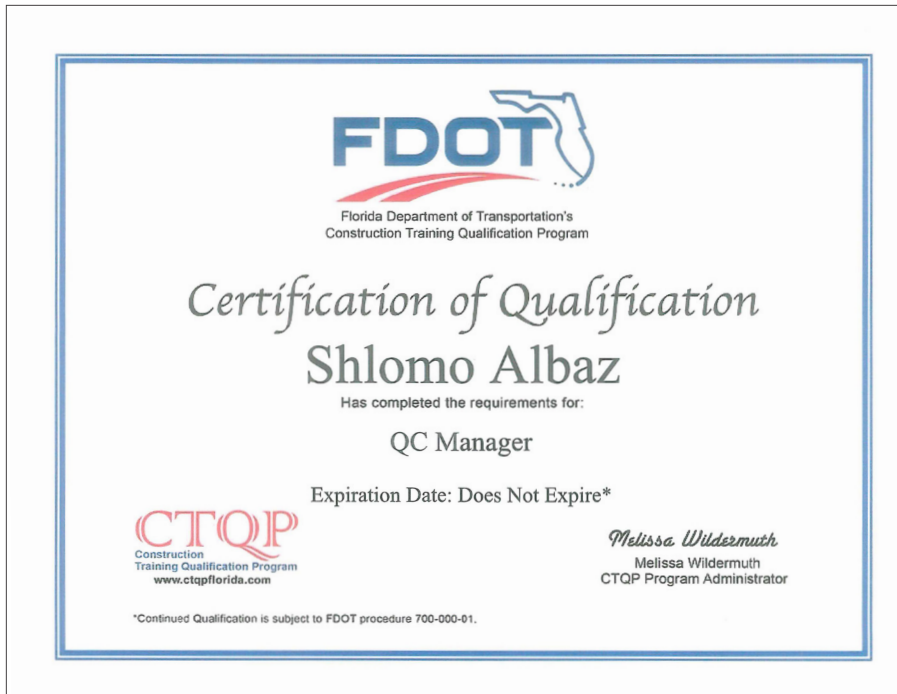 FDOT
Florida Department of Transportation's
Construction Training Qualification Program
Certification of Qualification
Shlomo Albaz
Has completed the requirements for:
QC Manager
Expiration Date: Does Not Expire*
CTQP
Construction
Training Qualification Program
www.ctqpflorida.com
Melissa Wildermuth
Melissa Wildermuth
CTQP Program Administrator
*Continued Qualification is subject to FDOT procedure 700-000-01.